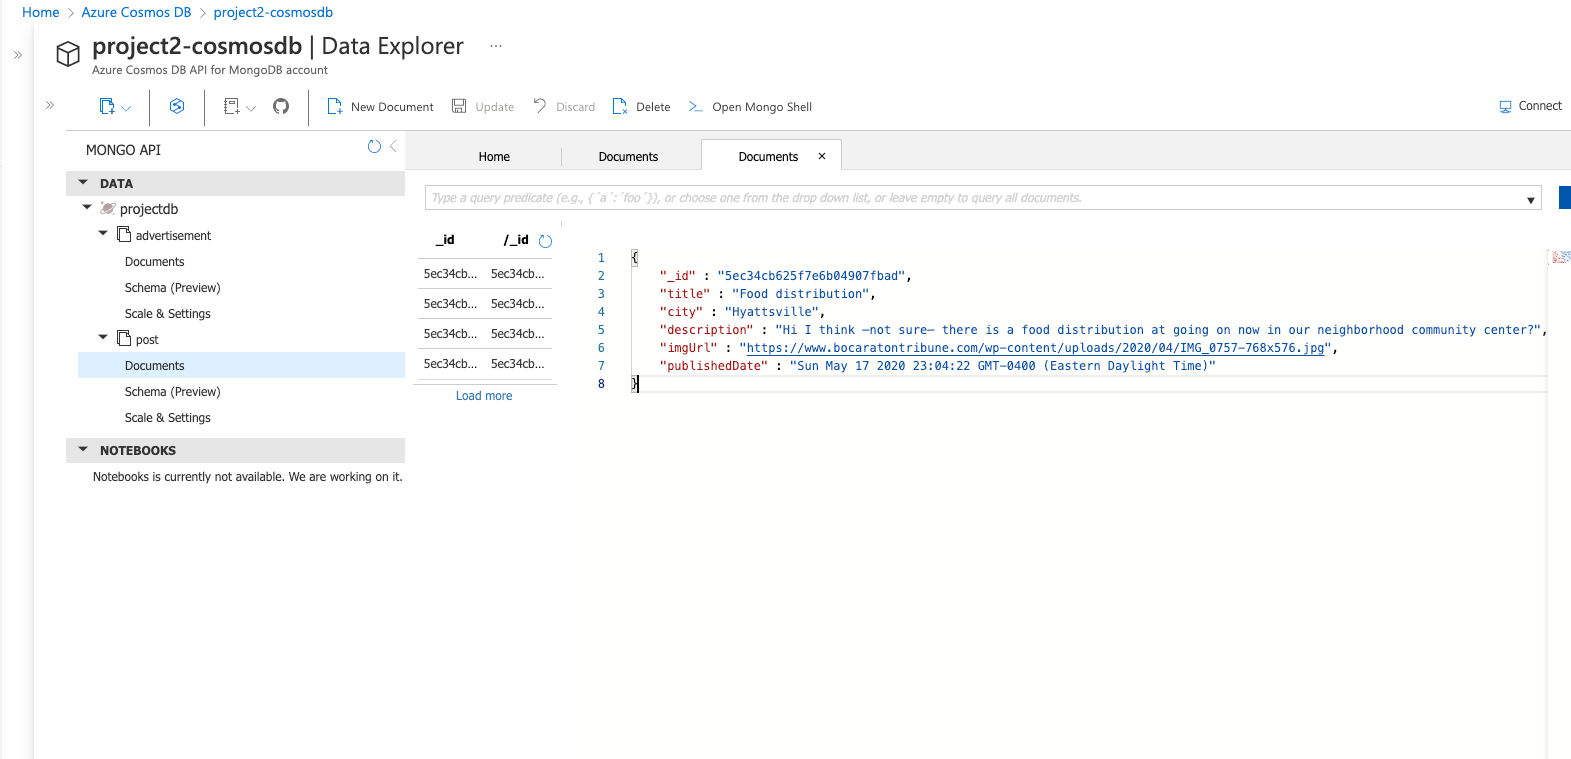 Home > Azure Cosmos DB > project2-cosmosdb
project2-cosmosdb | Data Explorer ...
Azure Cosmos DB API for MongoDB account
New Document Update Discard Delete Open Mongo Shell Connect
MONGO API
Home Documents Documents ×
DATA
projectdb
advertisement
Documents
Schema (Preview)
Scale & Settings
post
Documents
Schema (Preview)
Scale & Settings
NOTEBOOKS
Notebooks is currently not available. We are working on it.
Type a query predicate (e.g., {´a´:´foo´}), or choose one from the drop down list, or leave empty to query all documents.
_id /_id
5ec34cb... 5ec34cb...
5ec34cb... 5ec34cb...
5ec34cb... 5ec34cb...
5ec34cb... 5ec34cb...
Load more
1 {
2 "_id" : "5ec34cb625f7e6b04907fbad",
3 "title" : "Food distribution",
4 "city" : "Hyattsville",
5 "description" : "Hi I think —not sure— there is a food distribution at going on now in our neighborhood community center?",
6 "imgUrl" : "https://www.bocaratontribune.com/wp-content/uploads/2020/04/IMG_0757-768x576.jpg",
7 "publishedDate" : "Sun May 17 2020 23:04:22 GMT-0400 (Eastern Daylight Time)"
8 }